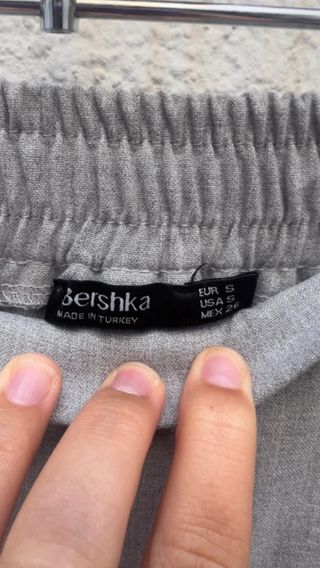 Bershka
MADE IN TURKEY
EUR S
USA S
MEX 26